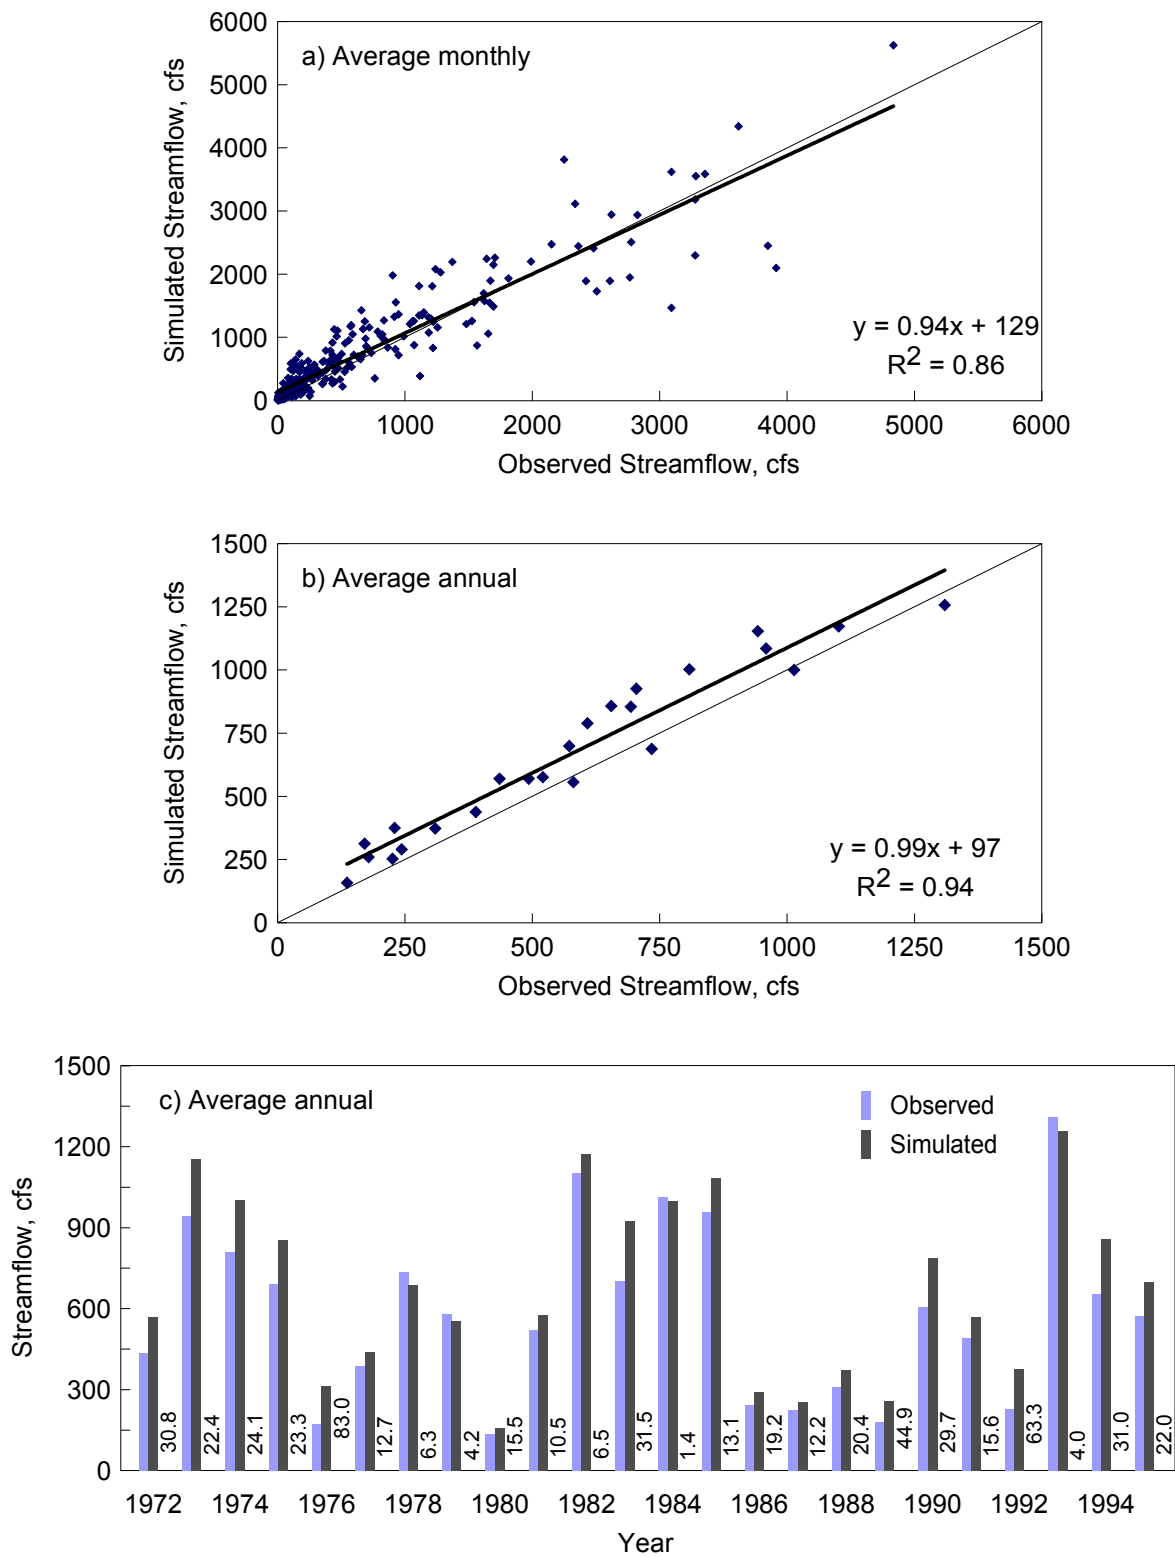 a) Average monthly
6000
5000
4000
3000
2000
1000
0
Simulated Streamflow, cfs
y = 0.94x + 129
R2 = 0.86
0 1000 2000 3000 4000 5000 6000
Observed Streamflow, cfs
b) Average annual
1500
1250
1000
750
500
250
0
Simulated Streamflow, cfs
y = 0.99x + 97
R2 = 0.94
0 250 500 750 1000 1250 1500
Observed Streamflow, cfs
c) Average annual
Observed
Simulated
1500
1200
900
600
300
0
Streamflow, cfs
30.8 22.4 24.1 23.3 83.0 12.7 6.3 4.2 15.5 10.5 6.5 31.5 1.4 13.1 19.2 12.2 20.4 44.9 29.7 15.6 63.3 4.0 31.0 22.0
1972 1974 1976 1978 1980 1982 1984 1986 1988 1990 1992 1994
Year